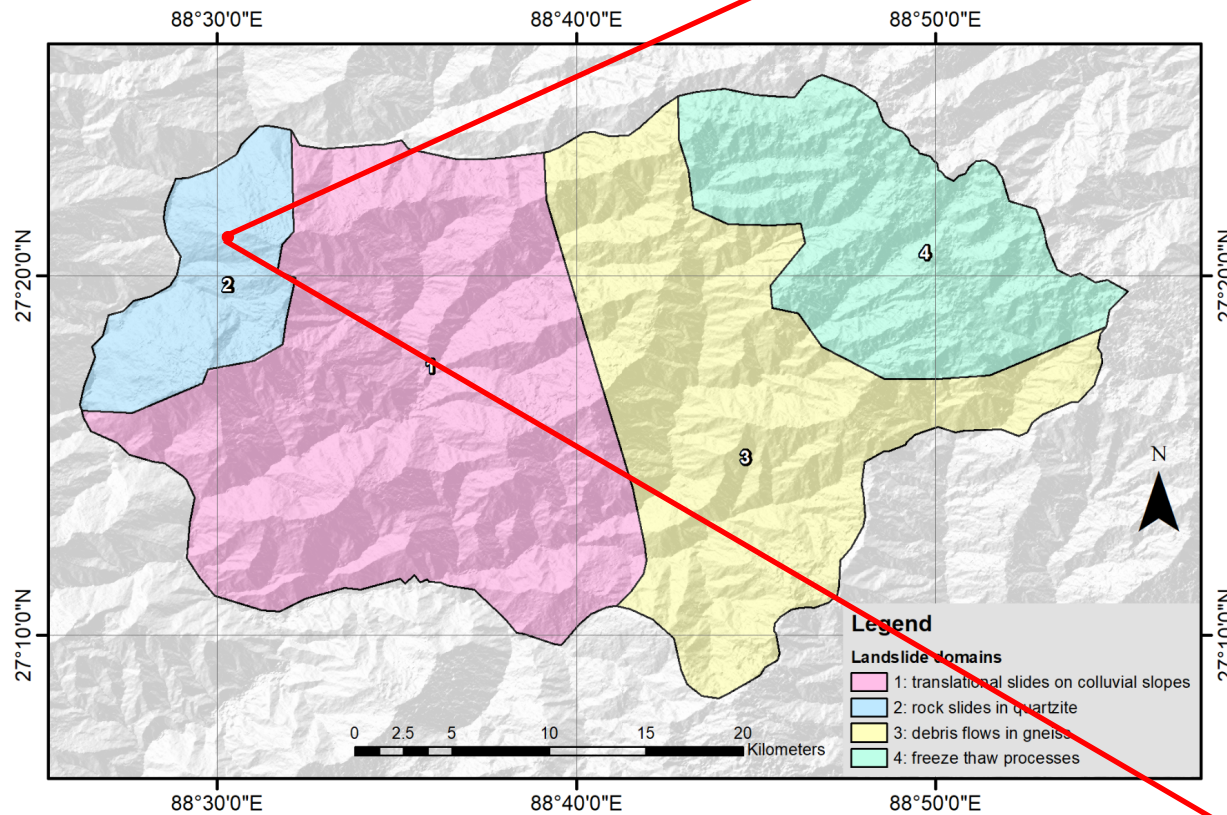 88°30'0"E
88°40'0"E
88°50'0"E
27°20'0"N
27°20'0"N
27°10'0"N
27°10'0"N
2
1
3
4
N
Legend
Landslide domains
1: translational slides on colluvial slopes
2: rock slides in quartzite
3: debris flows in gneiss
4: freeze thaw processes
0 2.5 5 10 15 20
Kilometers
88°30'0"E
88°40'0"E
88°50'0"E